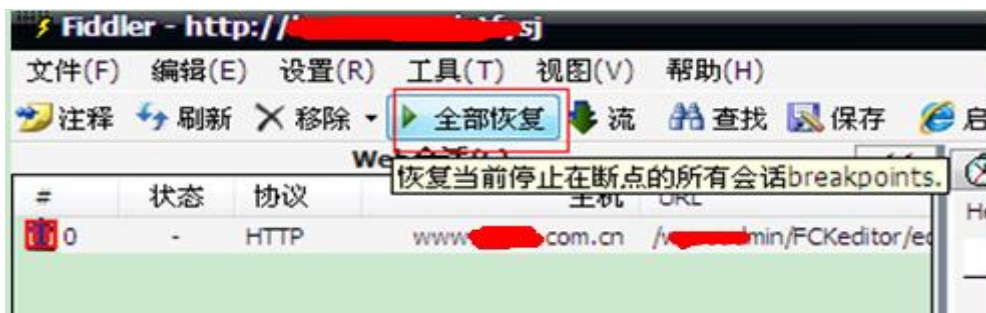 Fiddler - http://
sj
文件(F) 编辑(E) 设置(R) 工具(T) 视图(V) 帮助(H)
注释 刷新 移除 全部恢复 流 查找 保存 启
恢复当前停止在断点的所有会话breakpoints.
# 状态 协议 主机 URL
0 - HTTP www .com.cn / min/FCKeditor/ed